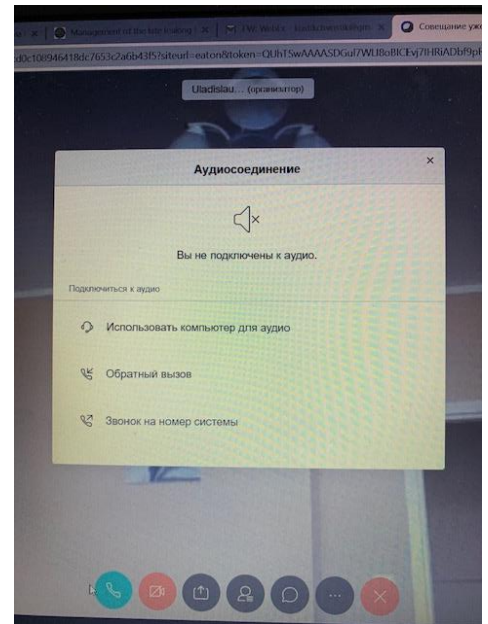 Management of the late
FW: WebEx
Совещание уже
Uladislau... (организатор)
Аудиосоединение
Вы не подключены к аудио.
Подключиться к аудио
Использовать компьютер для аудио
Обратный вызов
Звонок на номер системы